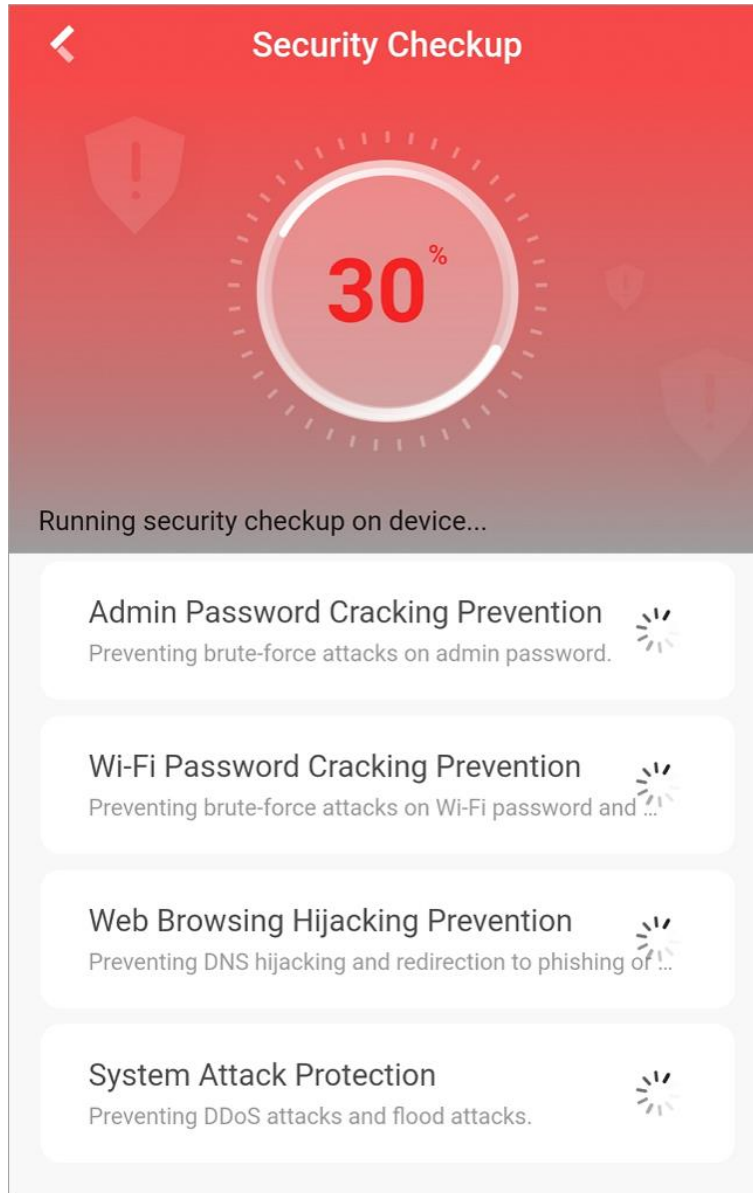 Security Checkup
30%
Running security checkup on device...
Admin Password Cracking Prevention
Preventing brute-force attacks on admin password.
Wi-Fi Password Cracking Prevention
Preventing brute-force attacks on Wi-Fi password and ...
Web Browsing Hijacking Prevention
Preventing DNS hijacking and redirection to phishing or ...
System Attack Protection
Preventing DDoS attacks and flood attacks.